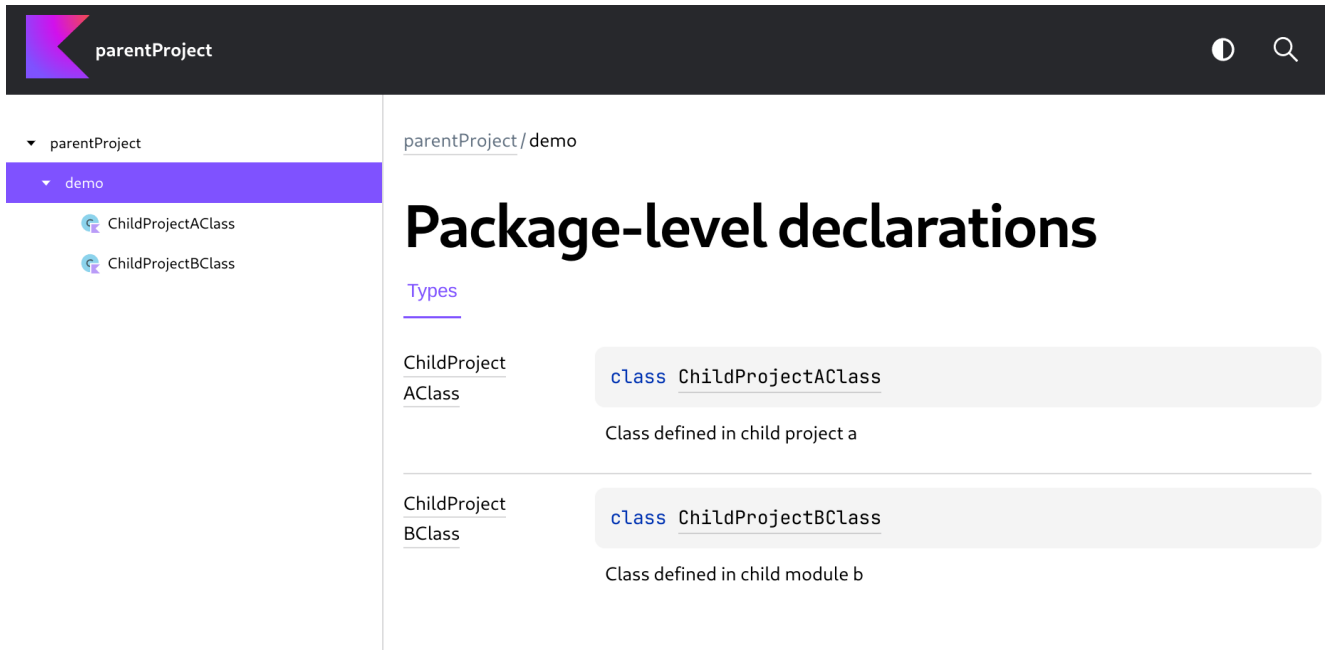 parentProject
parentProject
demo
ChildProjectAClass
ChildProjectBClass
parentProject/demo
Package-level declarations
Types
ChildProject
AClass
class ChildProjectAClass
Class defined in child project a
ChildProject
BClass
class ChildProjectBClass
Class defined in child module b